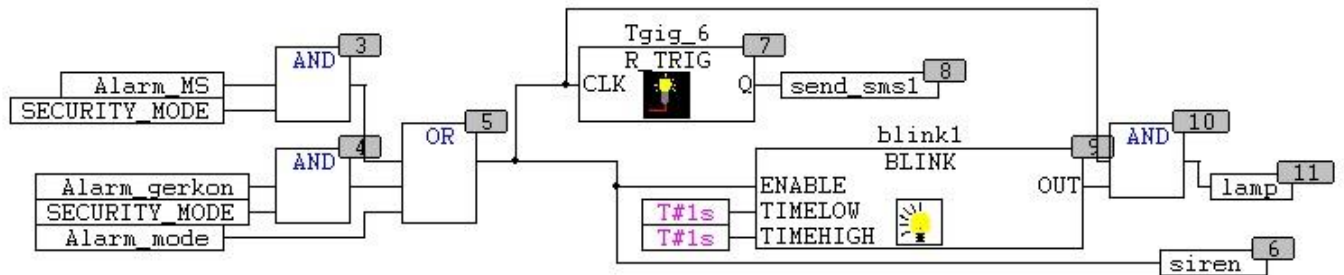 Tgig_6
7
3
AND
R_TRIG
CLK
Q
send_sms1
8
Alarm_MS
SECURITY_MODE
5
OR
10
AND
4
AND
blink1
9
BLINK
Alarm_gerkon
ENABLE
OUT
11
lamp
SECURITY_MODE
T#1s
TIMELOW
Alarm_mode
T#1s
TIMEHIGH
6
siren